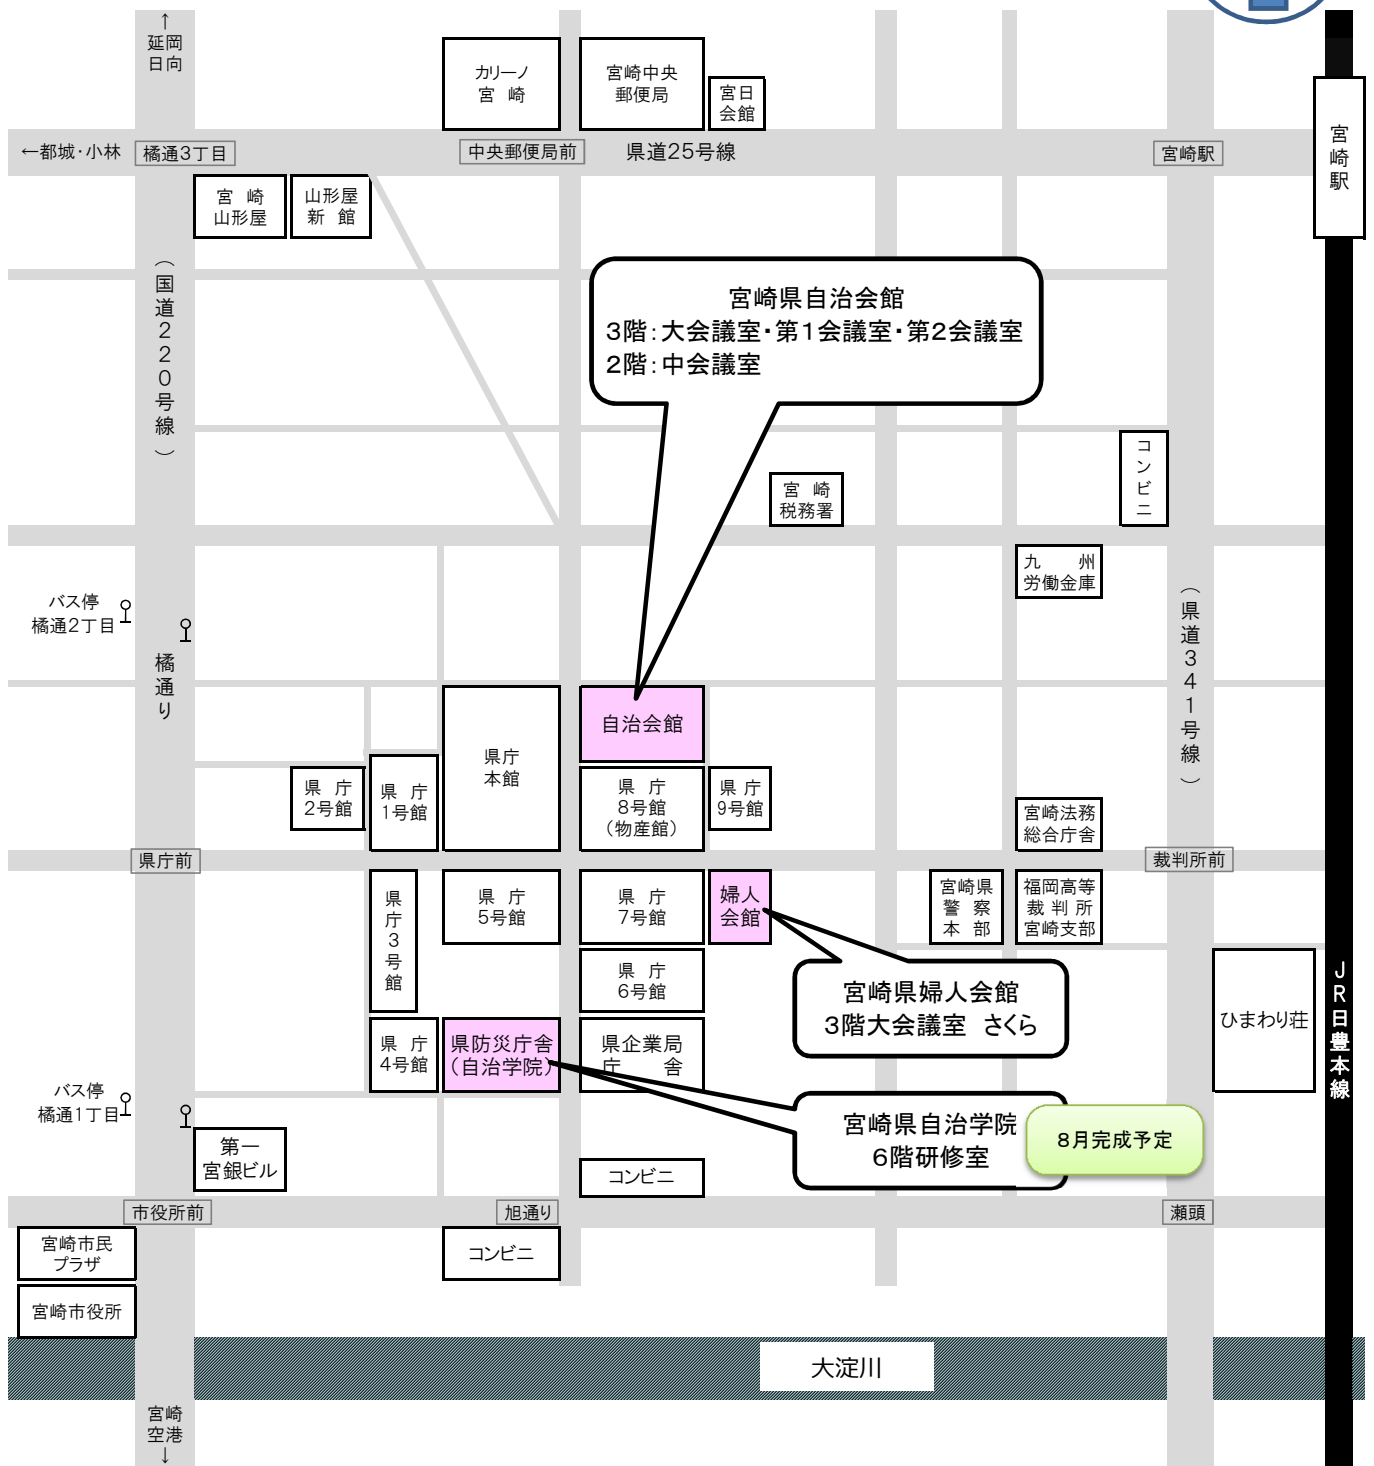 ↑
延岡
日向
カリーノ
宮　崎
宮崎中央
郵便局
宮日
会館
宮崎駅
←都城・小林
橘通3丁目
中央郵便局前
県道25号線
宮崎駅
宮　崎
山形屋
山形屋
新　館
（国道２２０号線）
宮崎県自治会館
3階：大会議室・第1会議室・第2会議室
2階：中会議室
コンビニ
宮　崎
税務署
九　　州
労働金庫
バス停
橘通2丁目
橘通り
（県道３４１号線）
自治会館
県庁
本館
県　庁
2号館
県　庁
1号館
県　庁
8号館
（物産館）
県　庁
9号館
宮崎法務
総合庁舎
県庁前
裁判所前
県庁３号館
県　庁
5号館
県　庁
7号館
婦人
会館
宮崎県
警　察
本　部
福岡高等
裁　判　所
宮崎支部
県　庁
6号館
宮崎県婦人会館
3階大会議室　さくら
ひまわり荘
ＪＲ日豊本線
県　庁
4号館
県防災庁舎
（自治学院）
県企業局
庁　　舎
バス停
橘通1丁目
宮崎県自治学院
6階研修室
8月完成予定
第一
宮銀ビル
コンビニ
市役所前
旭通り
瀬頭
宮崎市民
プラザ
コンビニ
宮崎市役所
大淀川
宮崎
空港
↓